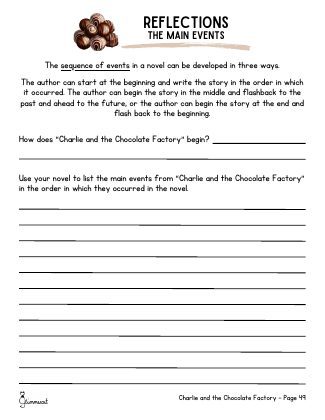 REFLECTIONS
THE MAIN EVENTS
The sequence of events in a novel can be developed in three ways.
The author can start at the beginning and write the story in the order in which
it occurred. The author can begin the story in the middle and flashback to the
past and ahead to the future, or the author can begin the story at the end and
flash back to the beginning.
How does "Charlie and the Chocolate Factory" begin?
Use your novel to list the main events from "Charlie and the Chocolate Factory"
in the order in which they occurred in the novel.
Charlie and the Chocolate Factory - Page 49